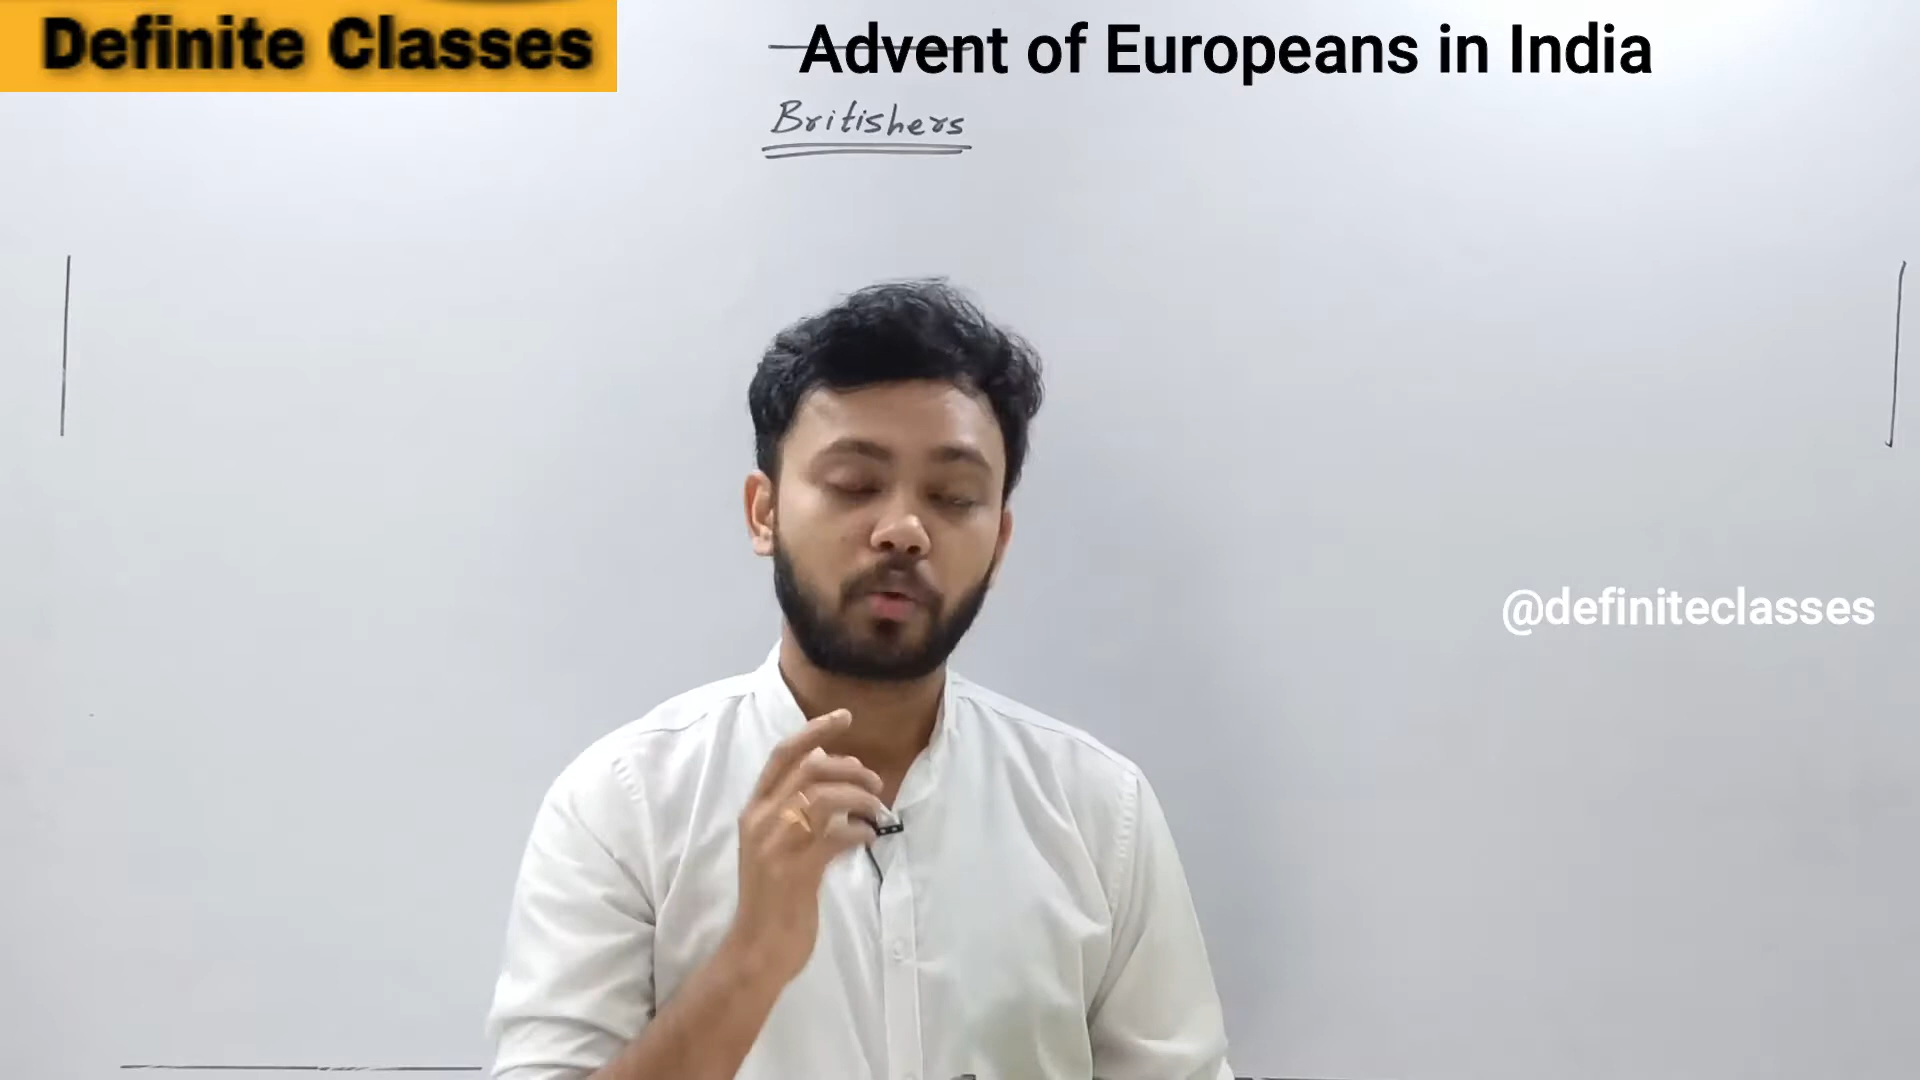 Definite Classes
Advent of Europeans in India
Britishers
@definiteclasses